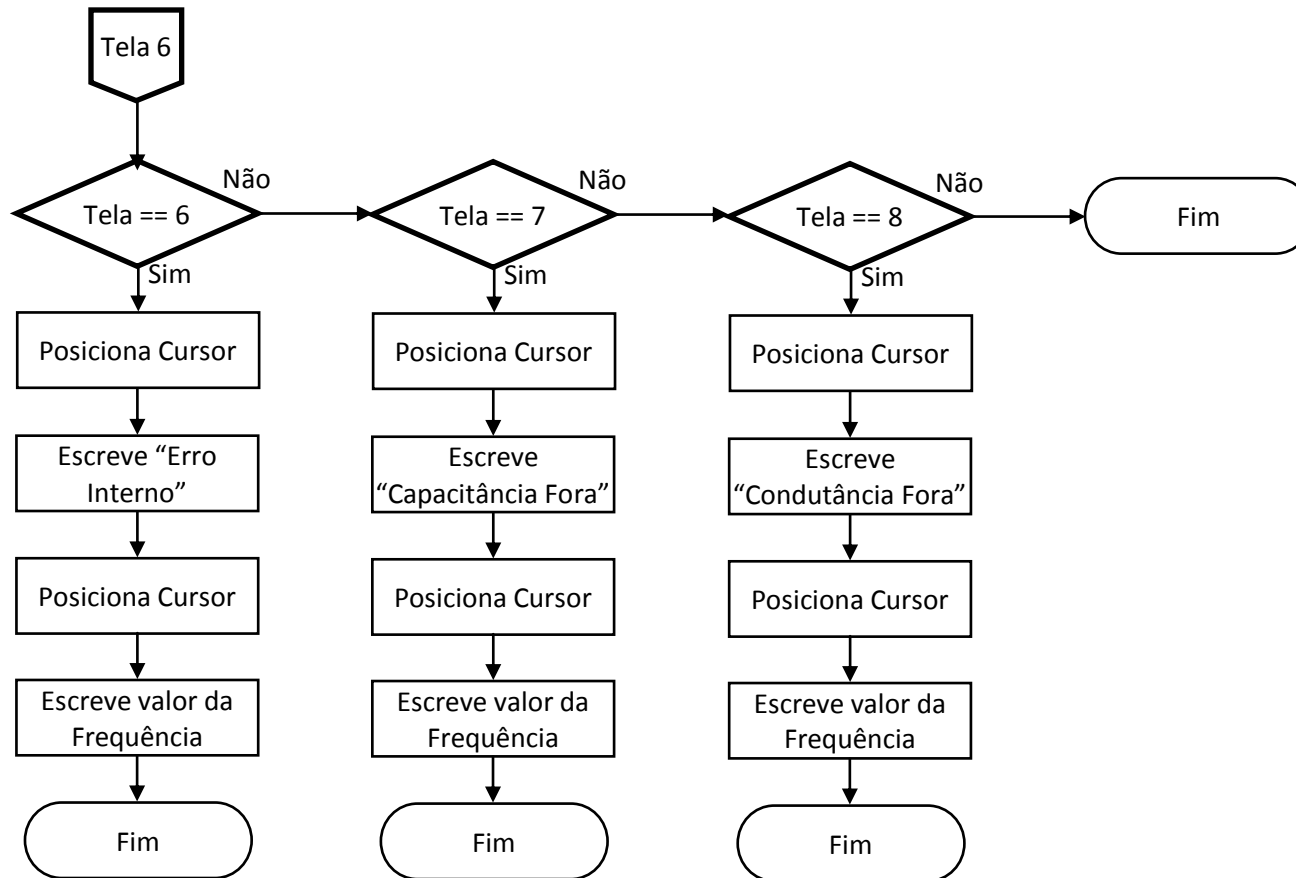 Tela 6
Não
Não
Não
Tela == 6
Tela == 7
Tela == 8
Fim
Sim
Sim
Sim
Posiciona Cursor
Posiciona Cursor
Posiciona Cursor
Escreve “Erro
Interno”
Escreve
“Capacitância Fora”
Escreve
“Condutância Fora”
Posiciona Cursor
Posiciona Cursor
Posiciona Cursor
Escreve valor da
Frequência
Escreve valor da
Frequência
Escreve valor da
Frequência
Fim
Fim
Fim